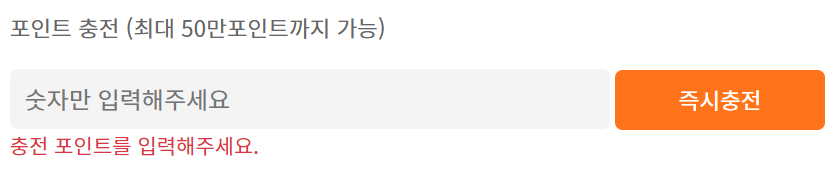 포인트 충전 (최대 50만포인트까지 가능)
숫자만 입력해주세요
즉시충전
충전 포인트를 입력해주세요.